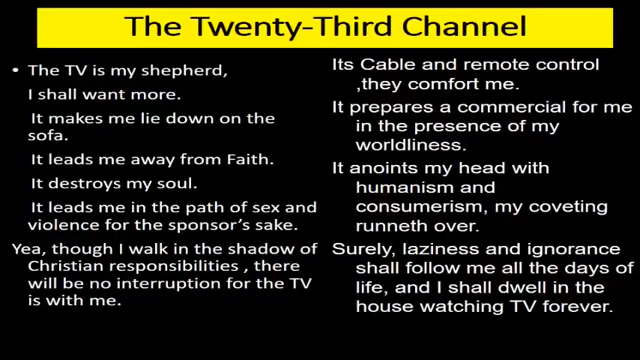 The Twenty-Third Channel
• The TV is my shepherd,
I shall want more.
It makes me lie down on the
sofa.
It leads me away from Faith.
It destroys my soul.
It leads me in the path of sex and
violence for the sponsor's sake.
Yea, though I walk in the shadow of
Christian responsibilities , there
will be no interruption for the TV
is with me.
Its Cable and remote control
,they comfort me.
It prepares a commercial for me
in the presence of my
worldliness.
It anoints my head with
humanism and
consumerism, my coveting
runneth over.
Surely, laziness and ignorance
shall follow me all the days of
life, and I shall dwell in the
house watching TV forever.